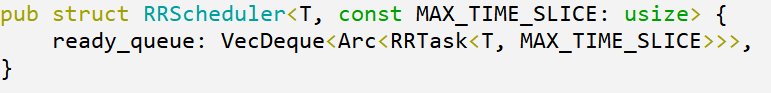 pub struct RRScheduler<T, const MAX_TIME_SLICE: usize> {
    ready_queue: VecDeque<Arc<RRTask<T, MAX_TIME_SLICE>>>,
}